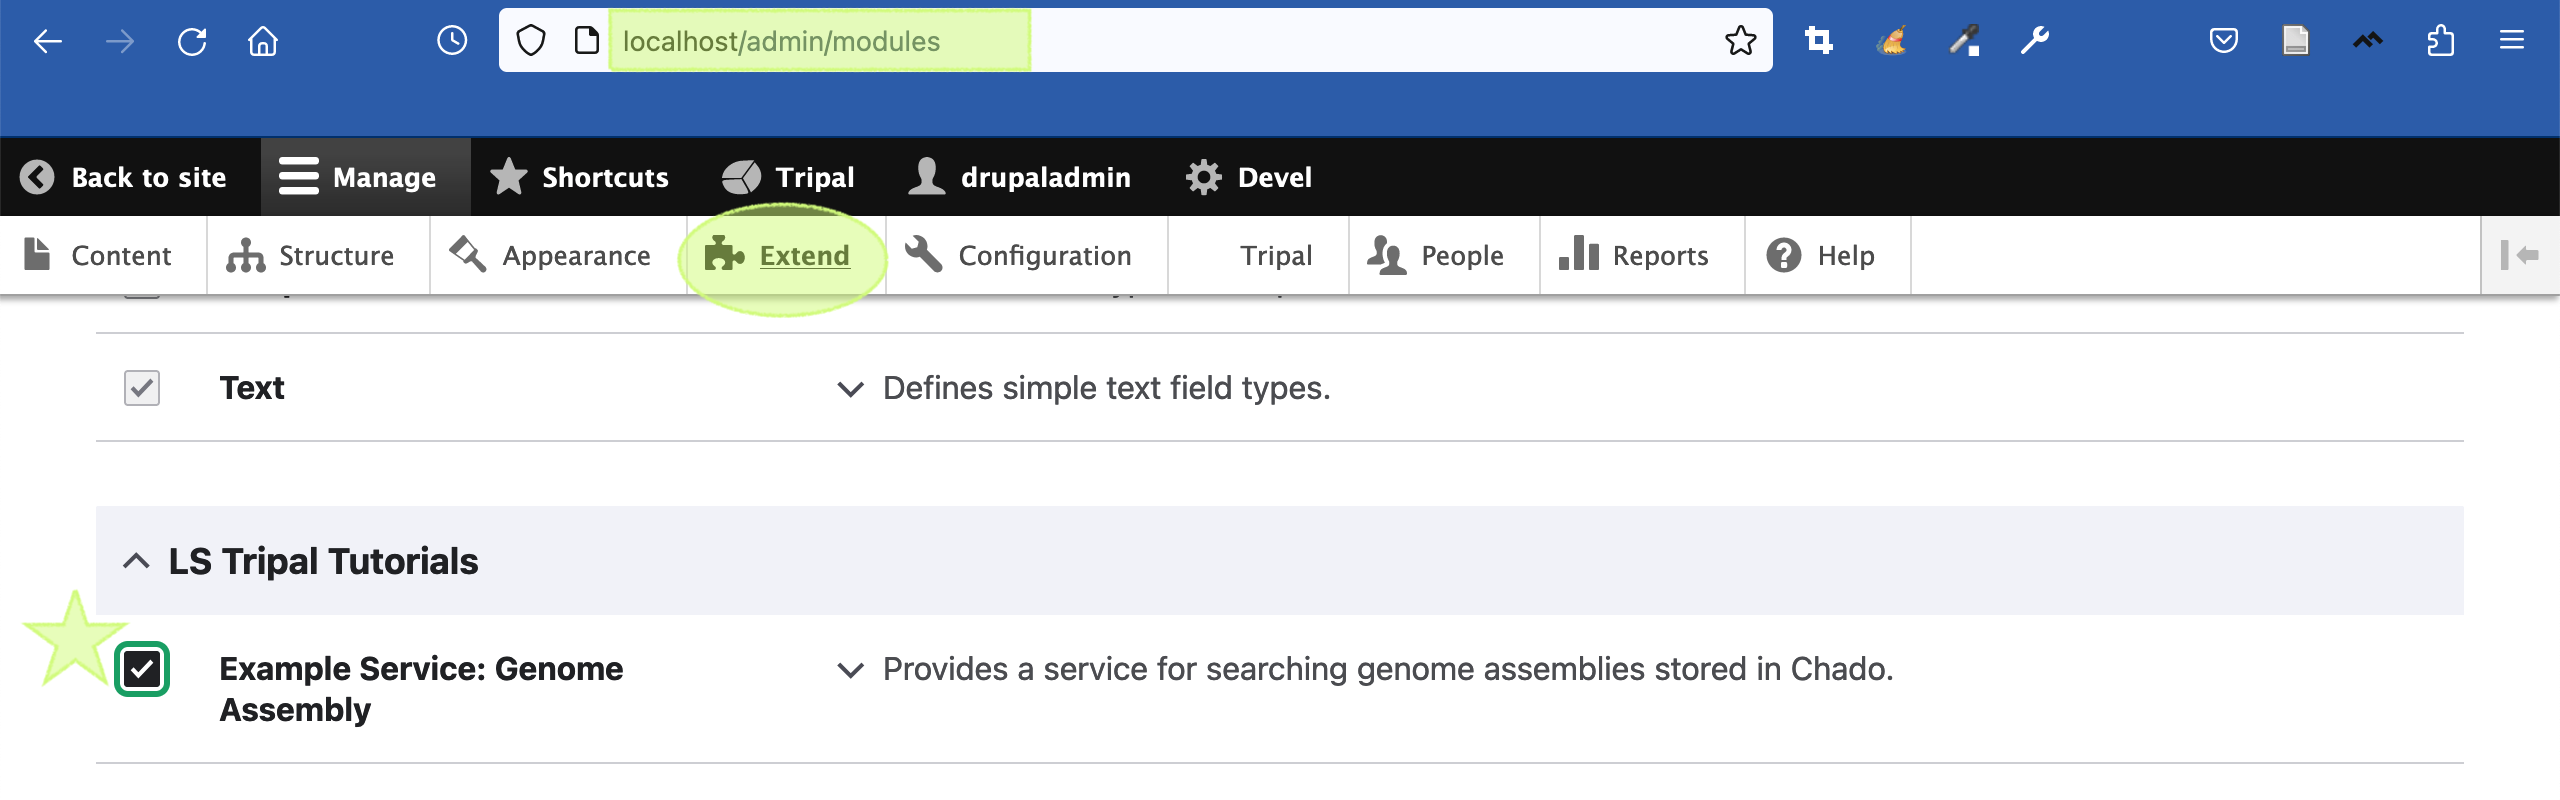 localhost/admin/modules
Back to site Manage Shortcuts Tripal drupaladmin Devel
Content Structure Appearance Extend Configuration Tripal People Reports Help
Text Defines simple text field types.
LS Tripal Tutorials
Example Service: Genome Provides a service for searching genome assemblies stored in Chado.
Assembly